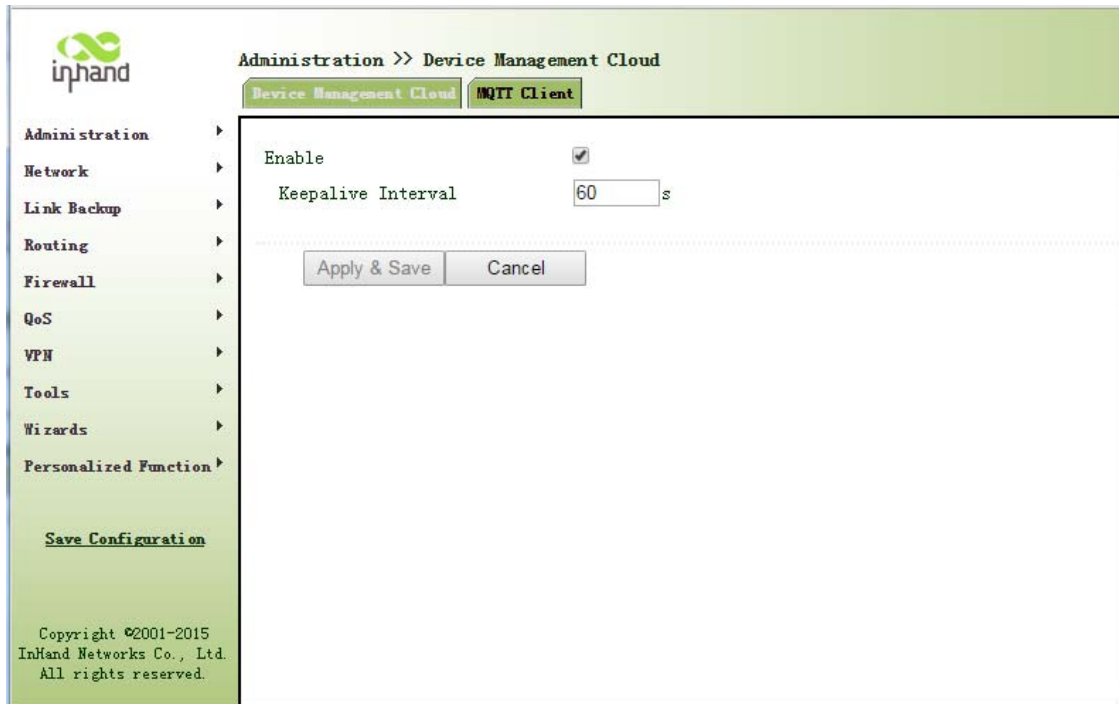 inhand
Administration >> Device Management Cloud
Device Management Cloud
MQTT Client
Administration
Network
Link Backup
Routing
Firewall
QoS
VPN
Tools
Wizards
Personalized Function
Save Configuration
Copyright ©2001-2015
InHand Networks Co., Ltd.
All rights reserved.
Enable
Keepalive Interval 60 s
Apply & Save Cancel